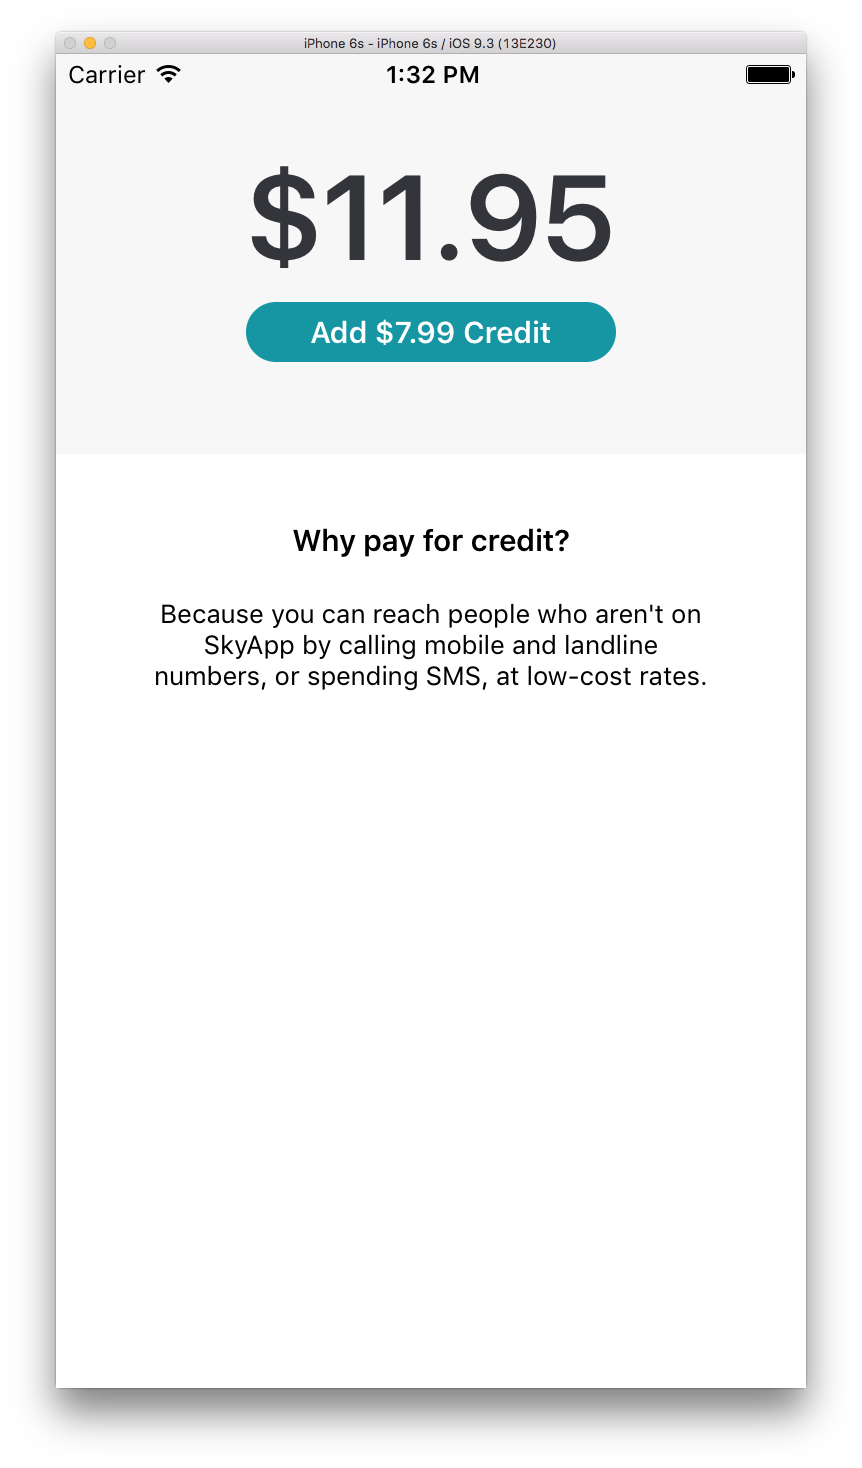 iPhone 6s - iPhone 6s / iOS 9.3 (13E230)
Carrier 1:32 PM
$11.95
Add $7.99 Credit
Why pay for credit?
Because you can reach people who aren't on
SkyApp by calling mobile and landline
numbers, or spending SMS, at low-cost rates.